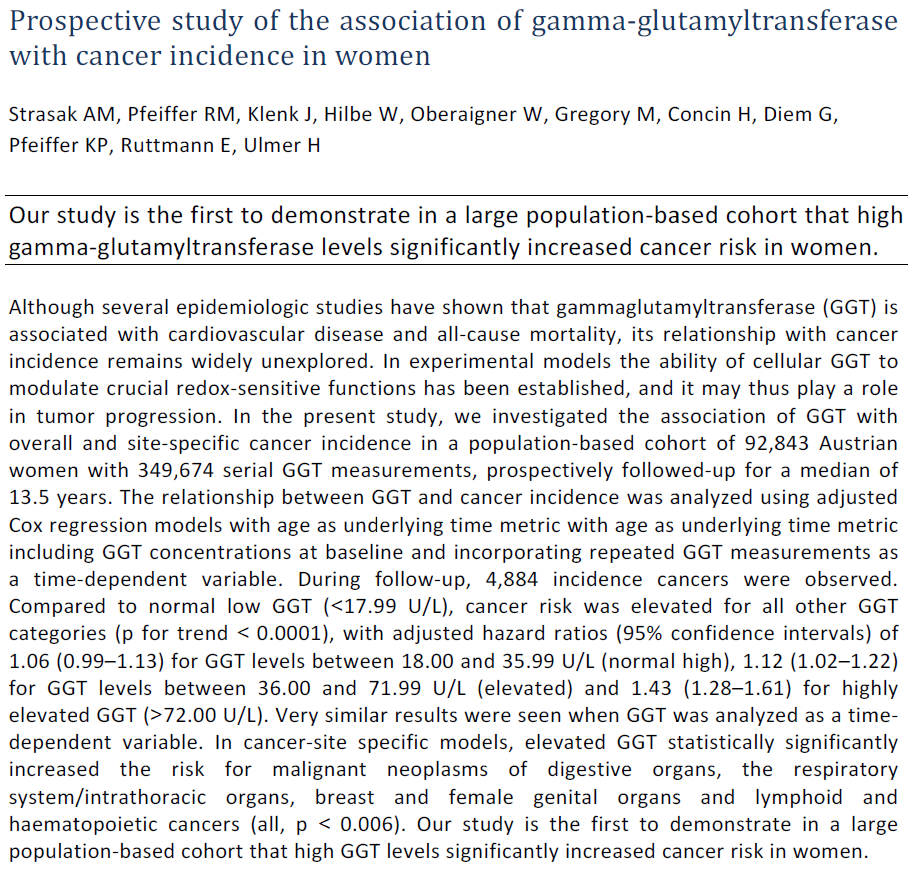 Prospective study of the association of gamma-glutamyltransferase
with cancer incidence in women
Strasak AM, Pfeiffer RM, Klenk J, Hilbe W, Oberaigner W, Gregory M, Concin H, Diem G,
Pfeiffer KP, Ruttmann E, Ulmer H
Our study is the first to demonstrate in a large population-based cohort that high
gamma-glutamyltransferase levels significantly increased cancer risk in women.
Although several epidemiologic studies have shown that gammaglutamyltransferase (GGT) is
associated with cardiovascular disease and all-cause mortality, its relationship with cancer
incidence remains widely unexplored. In experimental models the ability of cellular GGT to
modulate crucial redox-sensitive functions has been established, and it may thus play a role
in tumor progression. In the present study, we investigated the association of GGT with
overall and site-specific cancer incidence in a population-based cohort of 92,843 Austrian
women with 349,674 serial GGT measurements, prospectively followed-up for a median of
13.5 years. The relationship between GGT and cancer incidence was analyzed using adjusted
Cox regression models with age as underlying time metric with age as underlying time metric
including GGT concentrations at baseline and incorporating repeated GGT measurements as
a time-dependent variable. During follow-up, 4,884 incidence cancers were observed.
Compared to normal low GGT (<17.99 U/L), cancer risk was elevated for all other GGT
categories (p for trend < 0.0001), with adjusted hazard ratios (95% confidence intervals) of
1.06 (0.99–1.13) for GGT levels between 18.00 and 35.99 U/L (normal high), 1.12 (1.02–1.22)
for GGT levels between 36.00 and 71.99 U/L (elevated) and 1.43 (1.28–1.61) for highly
elevated GGT (>72.00 U/L). Very similar results were seen when GGT was analyzed as a time-
dependent variable. In cancer-site specific models, elevated GGT statistically significantly
increased the risk for malignant neoplasms of digestive organs, the respiratory
system/intrathoracic organs, breast and female genital organs and lymphoid and
haematopoietic cancers (all, p < 0.006). Our study is the first to demonstrate in a large
population-based cohort that high GGT levels significantly increased cancer risk in women.